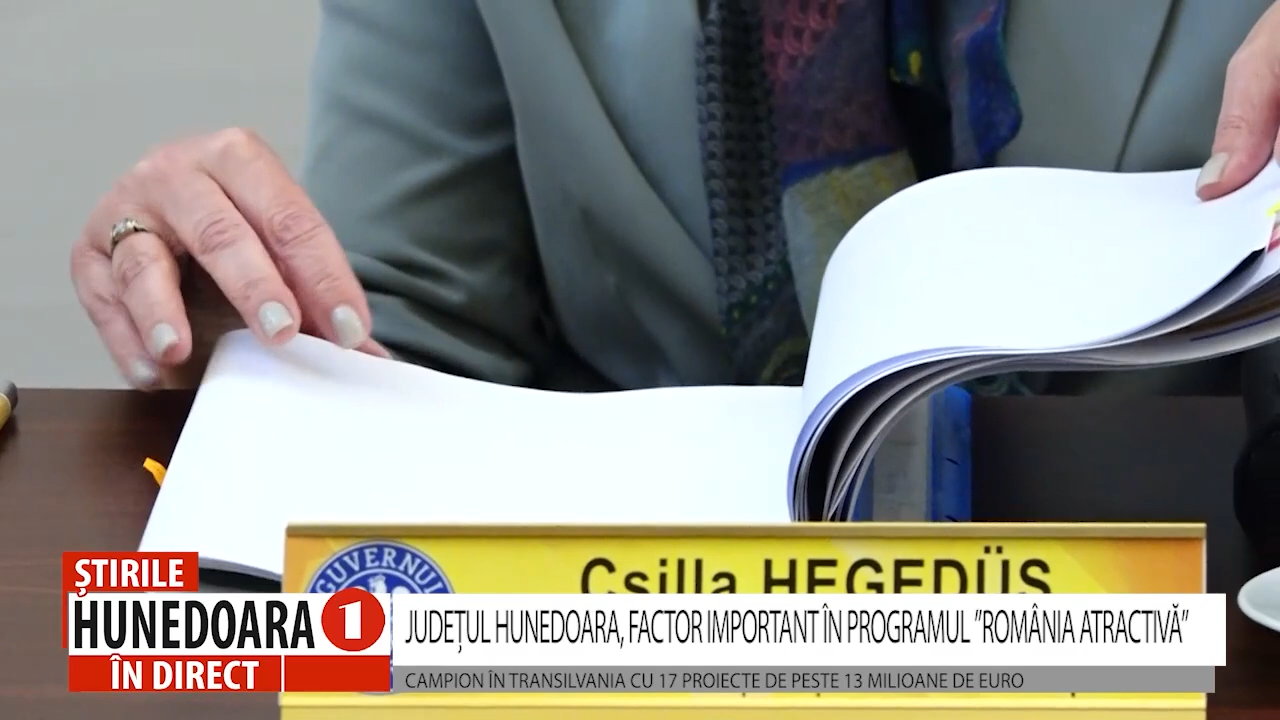 GUVERNUL
Csilla HEGEDÜS
ȘTIRILE
HUNEDOARA 1
ÎN DIRECT
JUDEȚUL HUNEDOARA, FACTOR IMPORTANT ÎN PROGRAMUL ”ROMÂNIA ATRACTIVĂ”
CAMPION ÎN TRANSILVANIA CU 17 PROIECTE DE PESTE 13 MILIOANE DE EURO